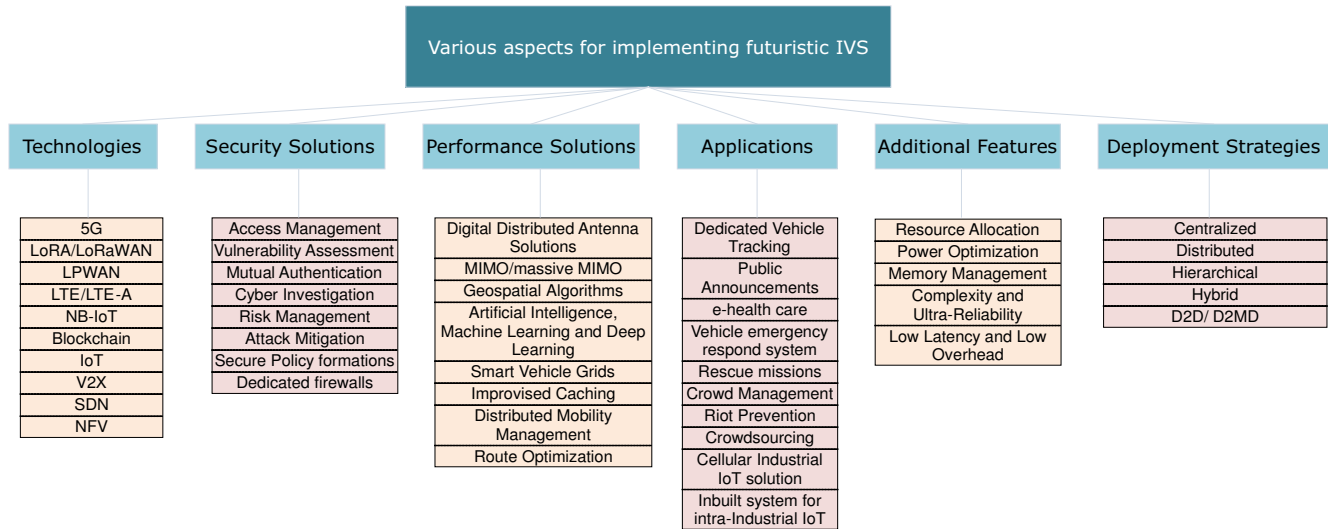 Various aspects for implementing futuristic IVS
Technologies
Security Solutions
Performance Solutions
Applications
Additional Features
Deployment Strategies
5G
LoRA/LoRaWAN
LPWAN
LTE/LTE-A
NB-IoT
Blockchain
IoT
V2X
SDN
NFV
Access Management
Vulnerability Assessment
Mutual Authentication
Cyber Investigation
Risk Management
Attack Mitigation
Secure Policy formations
Dedicated firewalls
Digital Distributed Antenna
Solutions
MIMO/massive MIMO
Geospatial Algorithms
Artificial Intelligence,
Machine Learning and Deep
Learning
Smart Vehicle Grids
Improvised Caching
Distributed Mobility
Management
Route Optimization
Dedicated Vehicle
Tracking
Public
Announcements
e-health care
Vehicle emergency
respond system
Rescue missions
Crowd Management
Riot Prevention
Crowdsourcing
Cellular Industrial
IoT solution
Inbuilt system for
intra-Industrial IoT
Resource Allocation
Power Optimization
Memory Management
Complexity and
Ultra-Reliability
Low Latency and Low
Overhead
Centralized
Distributed
Hierarchical
Hybrid
D2D/ D2MD